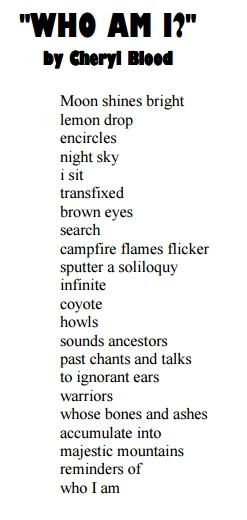 "WHO AM I?"
by Cheryl Blood
Moon shines bright
lemon drop
encircles
night sky
i sit
transfixed
brown eyes
search
campfire flames flicker
sputter a soliloquy
infinite
coyote
howls
sounds ancestors
past chants and talks
to ignorant ears
warriors
whose bones and ashes
accumulate into
majestic mountains
reminders of
who I am